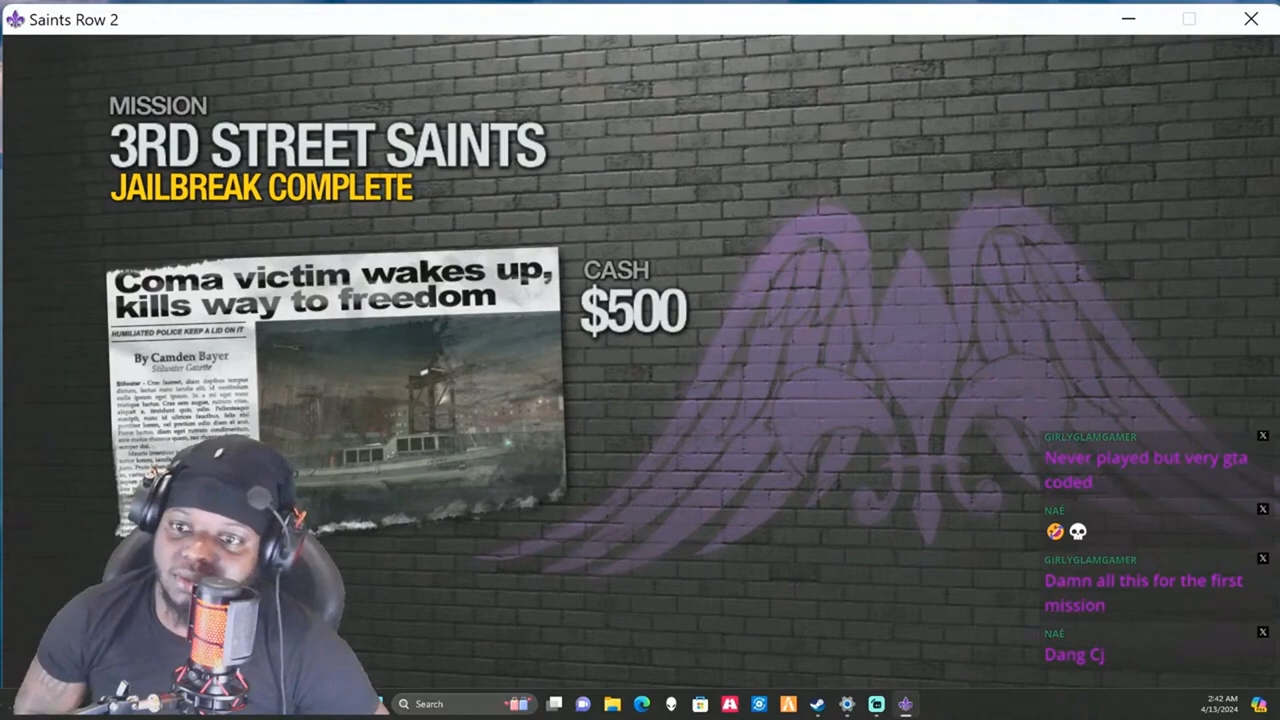 Saints Row 2
MISSION
3RD STREET SAINTS
JAILBREAK COMPLETE
Coma victim wakes up,
kills way to freedom
HUMILIATED POLICE KEEP A LID ON IT
By Camden Bayer
Stilwater Gazette
CASH
$500
GIRLYGLAMGAMER
Never played but very gta
coded
NAÉ
🤣💀
GIRLYGLAMGAMER
Damn all this for the first
mission
NAÉ
Dang Cj
Search
2:42 AM
4/13/2024